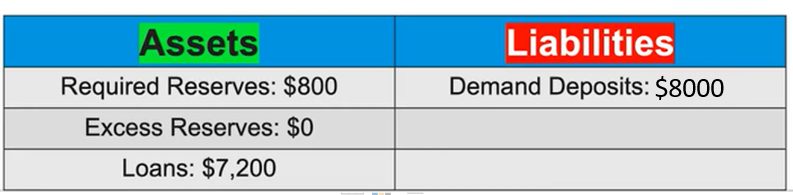 Assets Liabilities
Required Reserves: $800 Demand Deposits: $8000
Excess Reserves: $0
Loans: $7,200